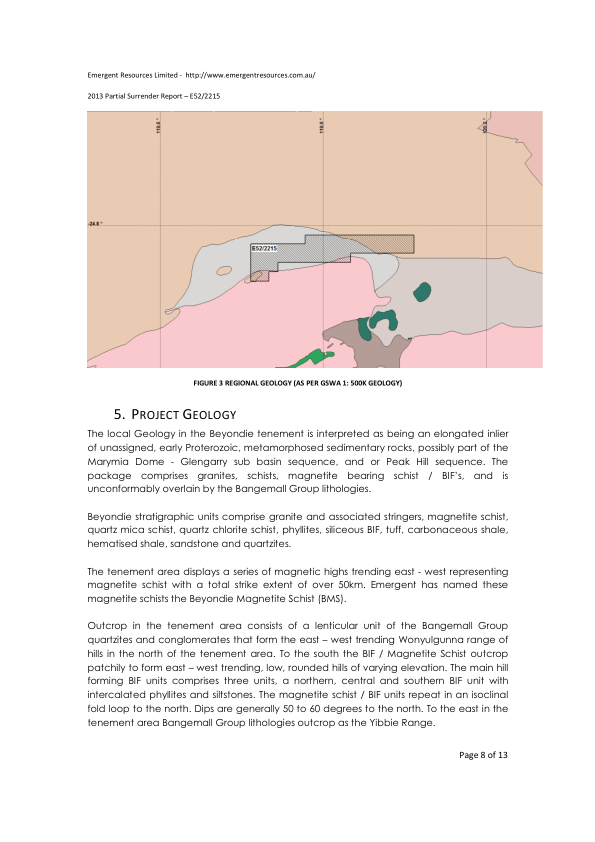 Emergent Resources Limited - http://www.emergentresources.com.au/
2013 Partial Surrender Report – E52/2215
-24.8 °
E52/2215
FIGURE 3 REGIONAL GEOLOGY (AS PER GSWA 1: 500K GEOLOGY)
5. PROJECT GEOLOGY
The local Geology in the Beyondie tenement is interpreted as being an elongated inlier
of unassigned, early Proterozoic, metamorphosed sedimentary rocks, possibly part of the
Marymia Dome - Glengarry sub basin sequence, and or Peak Hill sequence. The
package comprises granites, schists, magnetite bearing schist / BIF's, and is
unconformably overlain by the Bangemall Group lithologies.
Beyondie stratigraphic units comprise granite and associated stringers, magnetite schist,
quartz mica schist, quartz chlorite schist, phyllites, siliceous BIF, tuff, carbonaceous shale,
hematised shale, sandstone and quartzites.
The tenement area displays a series of magnetic highs trending east - west representing
magnetite schist with a total strike extent of over 50km. Emergent has named these
magnetite schists the Beyondie Magnetite Schist (BMS).
Outcrop in the tenement area consists of a lenticular unit of the Bangemall Group
quartzites and conglomerates that form the east – west trending Wonyulgunna range of
hills in the north of the tenement area. To the south the BIF / Magnetite Schist outcrop
patchily to form east – west trending, low, rounded hills of varying elevation. The main hill
forming BIF units comprises three units, a northern, central and southern BIF unit with
intercalated phyllites and siltstones. The magnetite schist / BIF units repeat in an isoclinal
fold loop to the north. Dips are generally 50 to 60 degrees to the north. To the east in the
tenement area Bangemall Group lithologies outcrop as the Yibbie Range.
Page 8 of 13